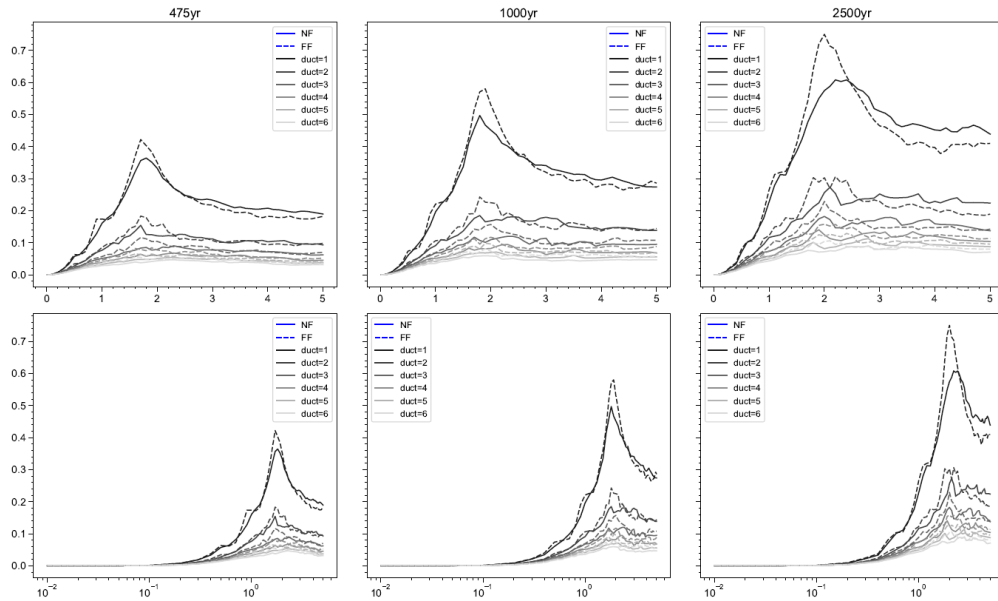 475yr
1000yr
2500yr
0.7
0.6
0.5
0.4
0.3
0.2
0.1
0.0
NF
FF
duct=1
duct=2
duct=3
duct=4
duct=5
duct=6
NF
FF
duct=1
duct=2
duct=3
duct=4
duct=5
duct=6
NF
FF
duct=1
duct=2
duct=3
duct=4
duct=5
duct=6
0 1 2 3 4 5
0 1 2 3 4 5
0 1 2 3 4 5
0.7
0.6
0.5
0.4
0.3
0.2
0.1
0.0
NF
FF
duct=1
duct=2
duct=3
duct=4
duct=5
duct=6
NF
FF
duct=1
duct=2
duct=3
duct=4
duct=5
duct=6
NF
FF
duct=1
duct=2
duct=3
duct=4
duct=5
duct=6
10⁻² 10⁻¹ 10⁰
10⁻² 10⁻¹ 10⁰
10⁻² 10⁻¹ 10⁰